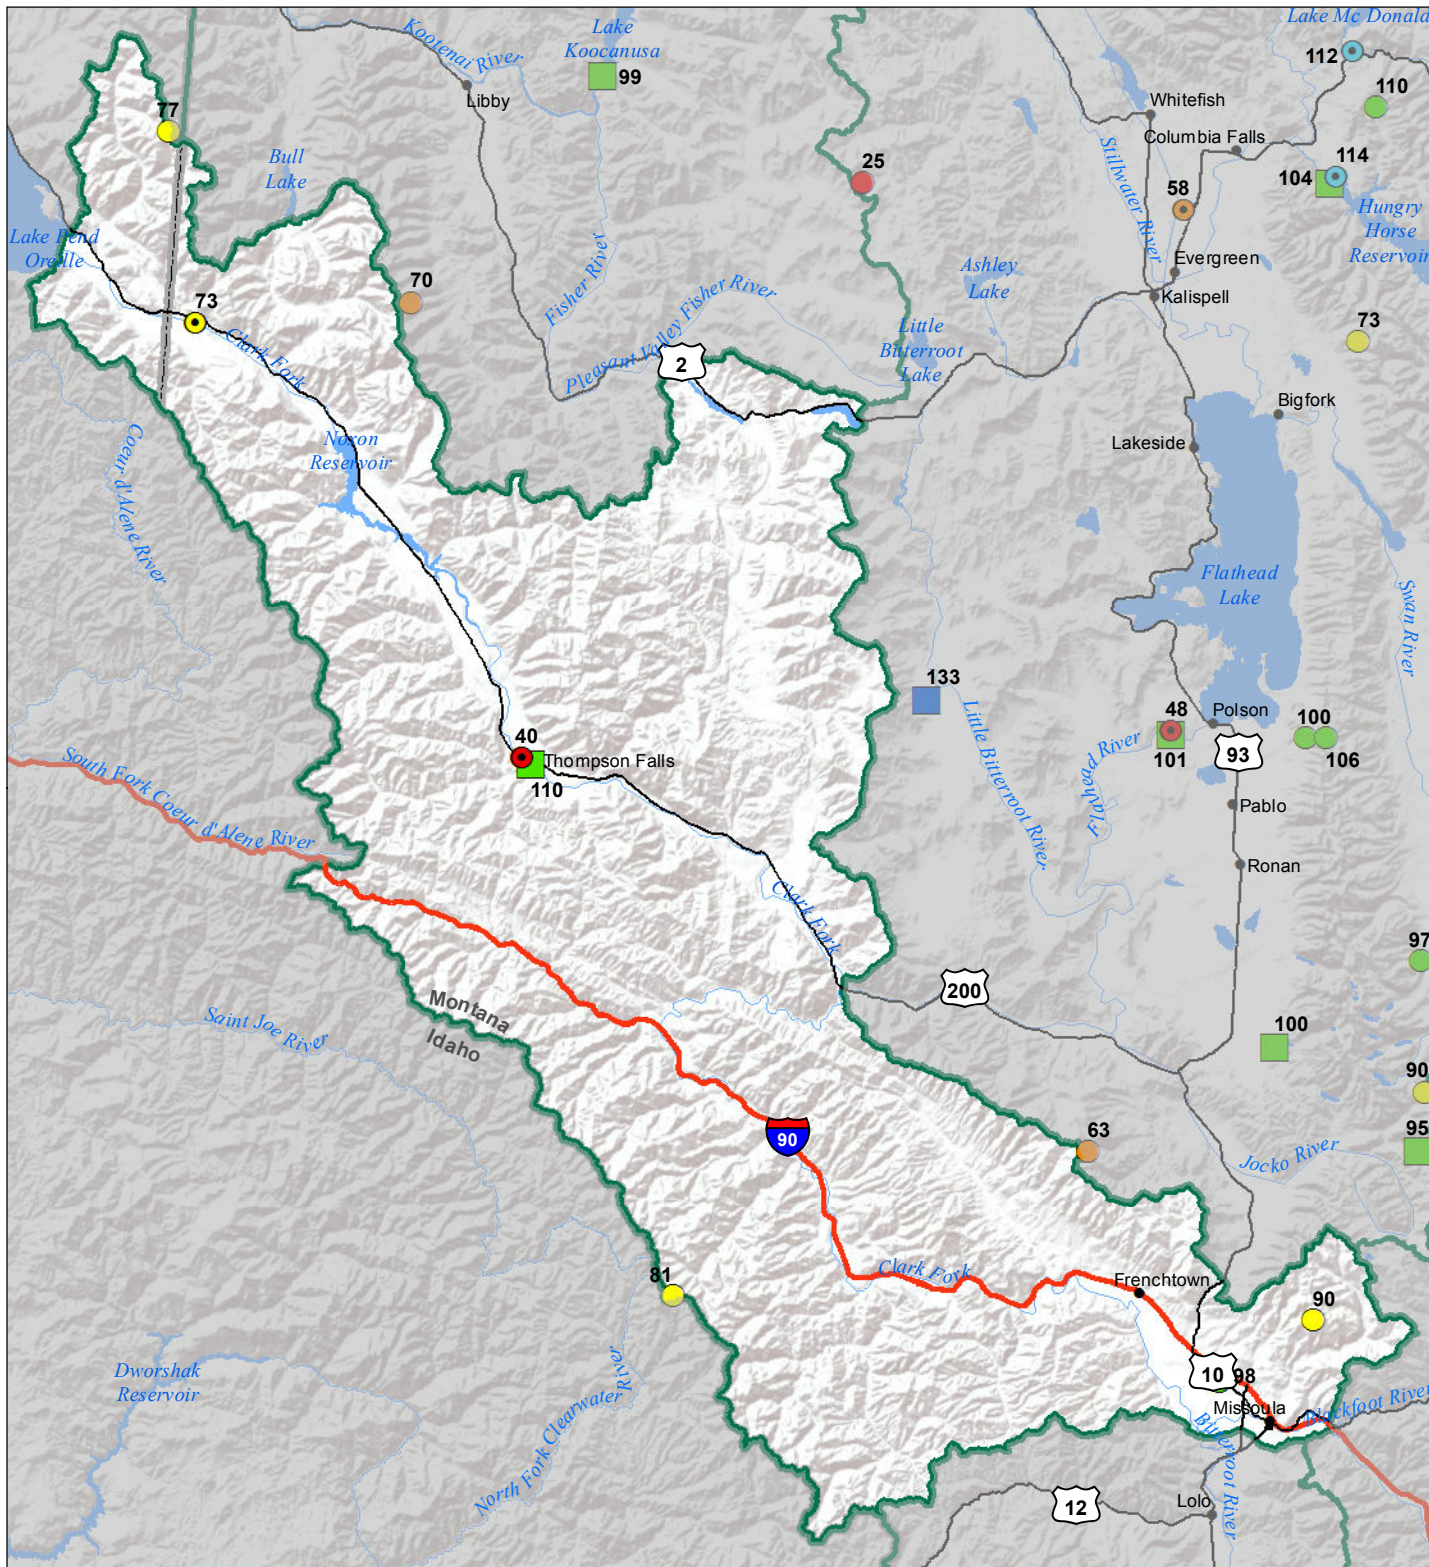 Lake Mc Donald
Kootenai River
Lake
Koocanusa
112
99
Libby
110
Whitefish
77
Columbia Falls
Stillwater River
Bull
Lake
25
114
104
58
Hungry
Horse
Reservoir
Lake Pend
Oreille
Fisher River
Evergreen
Ashley
Lake
70
Pleasant Valley Fisher River
Kalispell
73
Clark Fork
Little
Bitterroot
Lake
73
2
Bigfork
Coeur d'Alene River
Noxon
Reservoir
Lakeside
Flathead
Lake
Swan River
133
Little Bitterroot River
48
Polson
100
101
93
106
Flathead River
40
Thompson Falls
110
South Fork Coeur d'Alene River
Pablo
Ronan
Clark Fork
97
200
Montana
Idaho
Saint Joe River
100
90
90
63
95
Jocko River
Clark Fork
Frenchtown
81
90
Dworshak
Reservoir
River
North Fork Clearwater
10
98
Missoula
Blackfoot River
Bitterroot River
12
Lolo